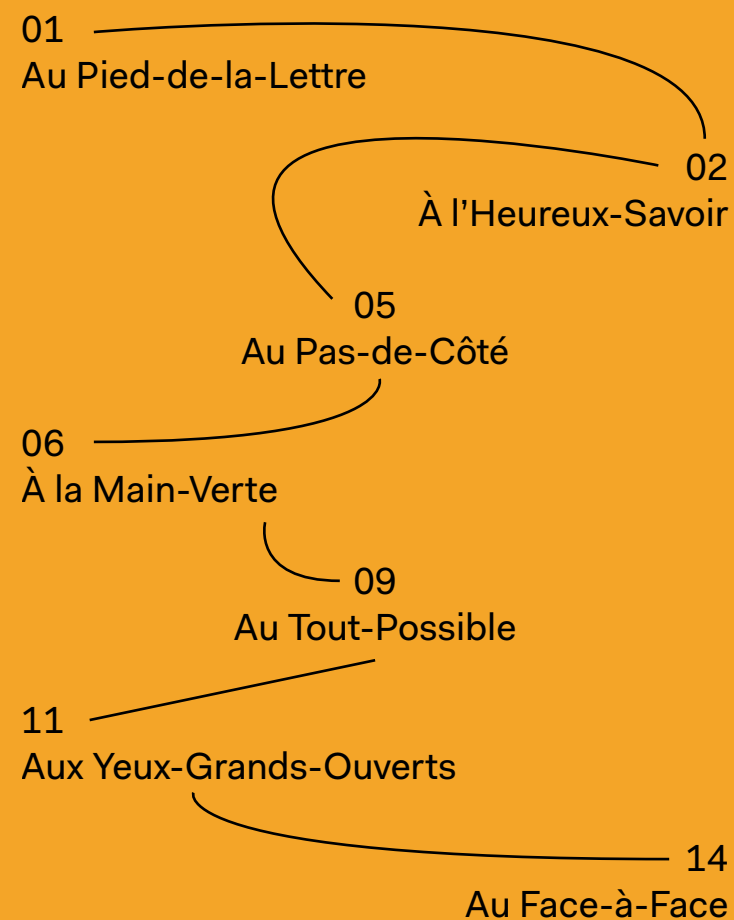 01
Au Pied-de-la-Lettre
02
À l’Heureux-Savoir
05
Au Pas-de-Côté
06
À la Main-Verte
09
Au Tout-Possible
11
Aux Yeux-Grands-Ouverts
14
Au Face-à-Face